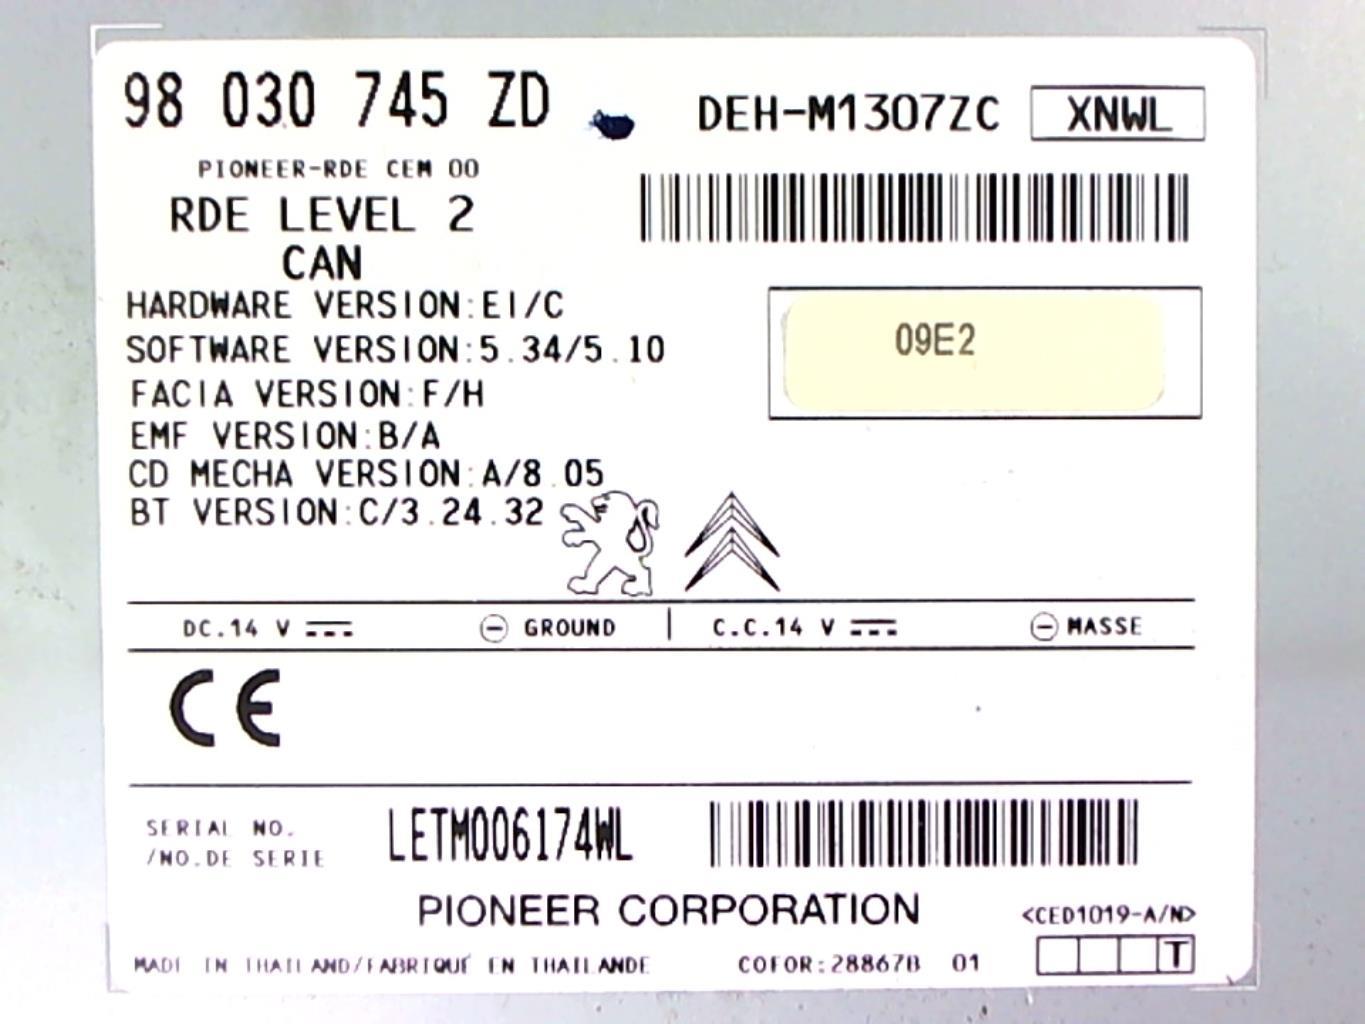 98 030 745 ZD
DEH-M1307ZC
XNWL
PIONEER-RDE CEM 00
RDE LEVEL 2
CAN
HARDWARE VERSION:EI/C
SOFTWARE VERSION:5.34/5.10
FACIA VERSION:F/H
EMF VERSION:B/A
CD MECHA VERSION:A/8.05
BT VERSION:C/3.24.32
09E2
DC.14 V
GROUND
C.C.14 V
MASSE
CE
SERIAL NO.
/NO.DE SERIE
LETM006174WL
PIONEER CORPORATION
<CED1019-A/N>
MADE IN THAILAND/FABRIQUÉ EN THAILANDE
COFOR:28867B 01
T